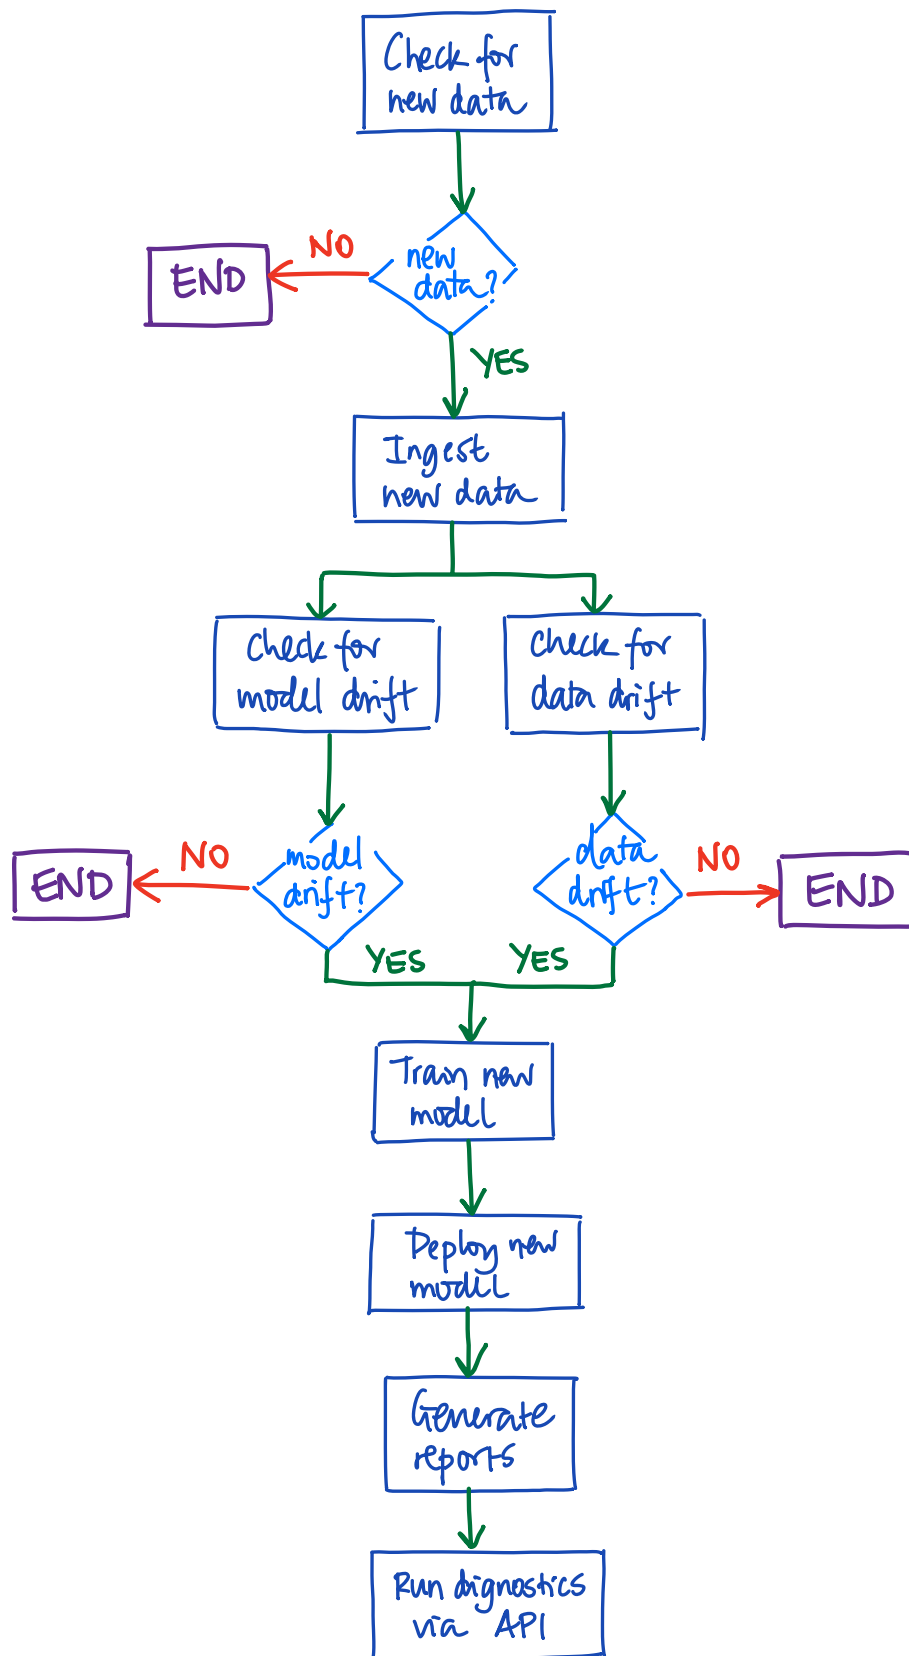 Check for
new data
NO
END
new
data?
YES
Ingest
new data
Check for
model drift
Check for
data drift
NO
END
model
drift?
data
drift?
NO
END
YES
YES
Train new
model
Deploy new
model
Generate
reports
Run dignostics
via API